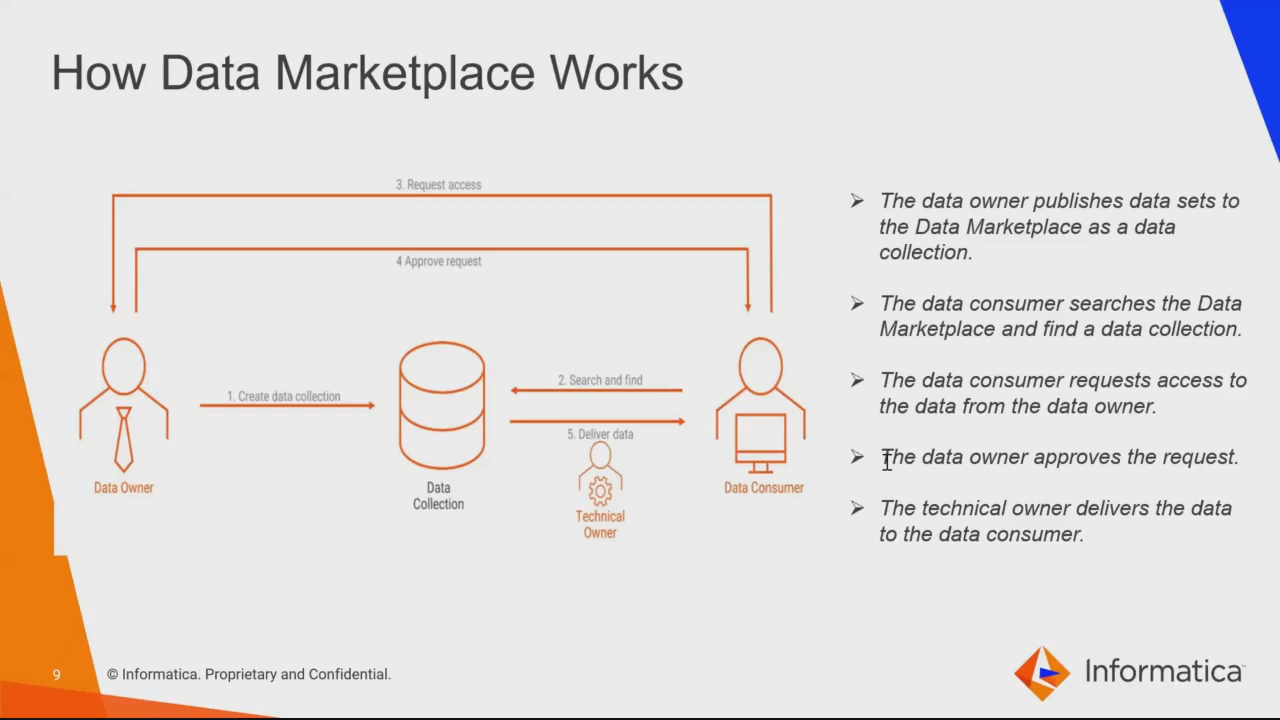 How Data Marketplace Works
3. Request access
4 Approve request
1. Create data collection
2. Search and find
5. Deliver data
Data Owner
Data
Collection
Technical
Owner
Data Consumer
The data owner publishes data sets to
the Data Marketplace as a data
collection.
The data consumer searches the Data
Marketplace and find a data collection.
The data consumer requests access to
the data from the data owner.
The data owner approves the request.
The technical owner delivers the data
to the data consumer.
9
© Informatica. Proprietary and Confidential.
Informatica